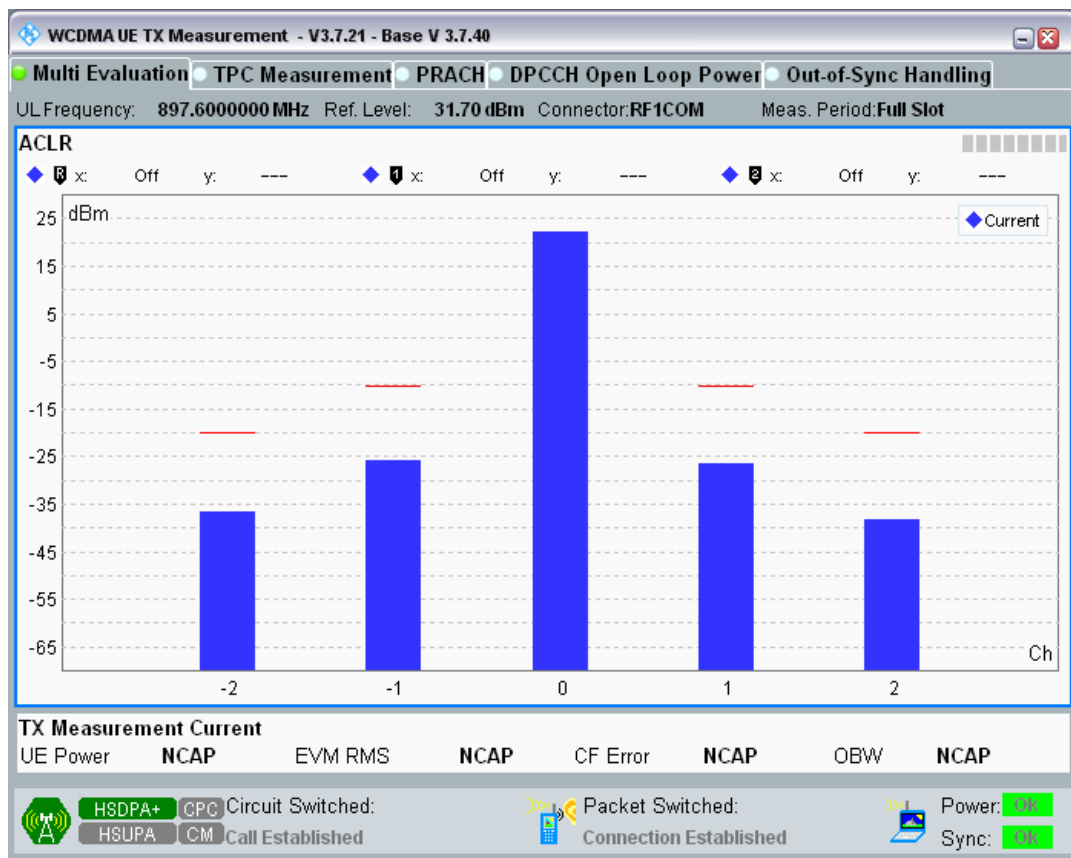 WCDMA UE TX Measurement - V3.7.21 - Base V 3.7.40
Multi Evaluation TPC Measurement PRACH DPCCH Open Loop Power Out-of-Sync Handling
UL Frequency: 897.6000000 MHz Ref. Level: 31.70 dBm Connector:RF1COM Meas. Period:Full Slot
ACLR
R x: Off y: --- 1 x: Off y: --- 2 x: Off y: ---
dBm
Current
25
15
5
-5
-15
-25
-35
-45
-55
-65
Ch
-2 -1 0 1 2
TX Measurement Current
UE Power NCAP EVM RMS NCAP CF Error NCAP OBW NCAP
HSDPA+ CPC Circuit Switched: Packet Switched: Power: Ok
HSUPA CM Call Established Connection Established Sync: Ok